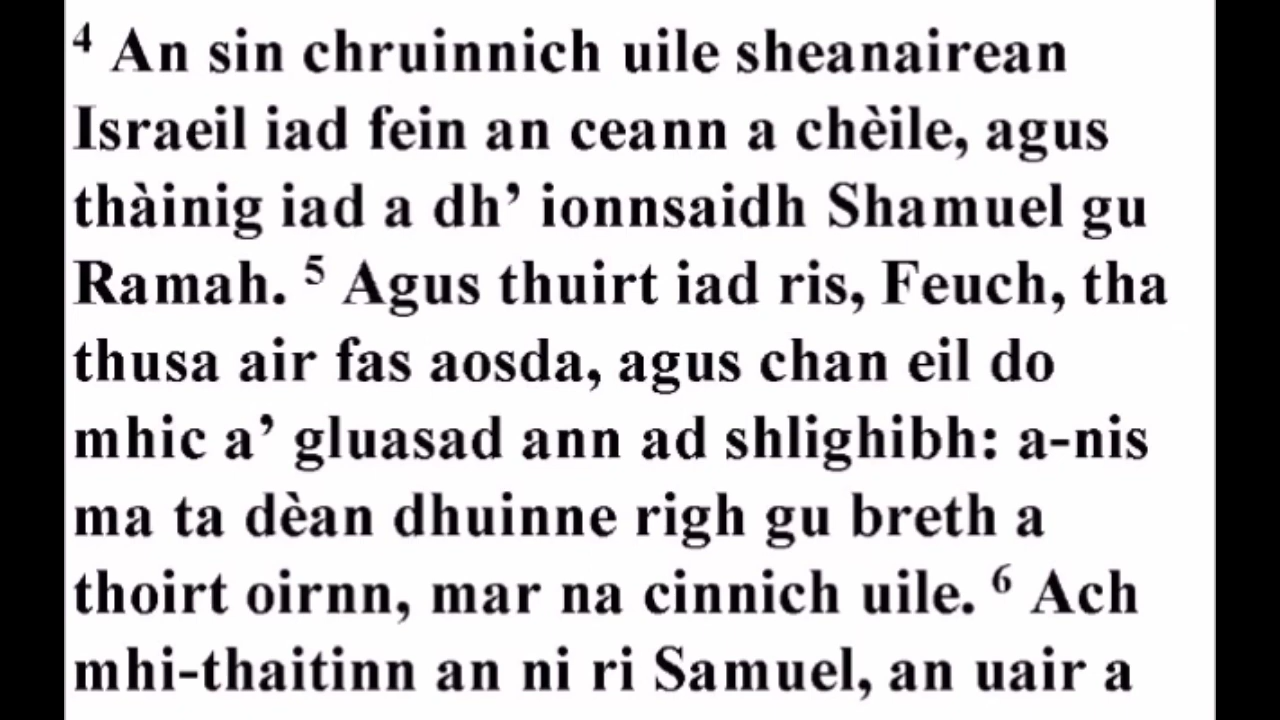 4 An sin chruinnich uile sheanairean
Israeil iad fein an ceann a chèile, agus
thàinig iad a dh’ ionnsaidh Shamuel gu
Ramah. 5 Agus thuirt iad ris, Feuch, tha
thusa air fas aosda, agus chan eil do
mhic a’ gluasad ann ad shlighibh: a-nis
ma ta dèan dhuinne righ gu breth a
thoirt oirnn, mar na cinnich uile. 6 Ach
mhi-thaitinn an ni ri Samuel, an uair a